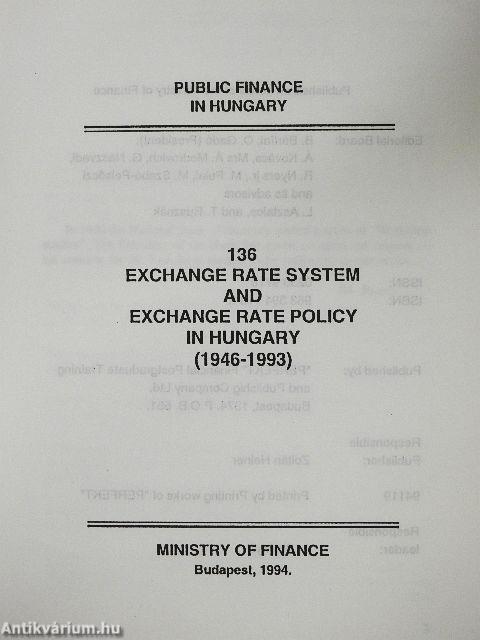 PUBLIC FINANCE
IN HUNGARY
136
EXCHANGE RATE SYSTEM
AND
EXCHANGE RATE POLICY
IN HUNGARY
(1946-1993)
MINISTRY OF FINANCE
Budapest, 1994.
Antikvárium.hu